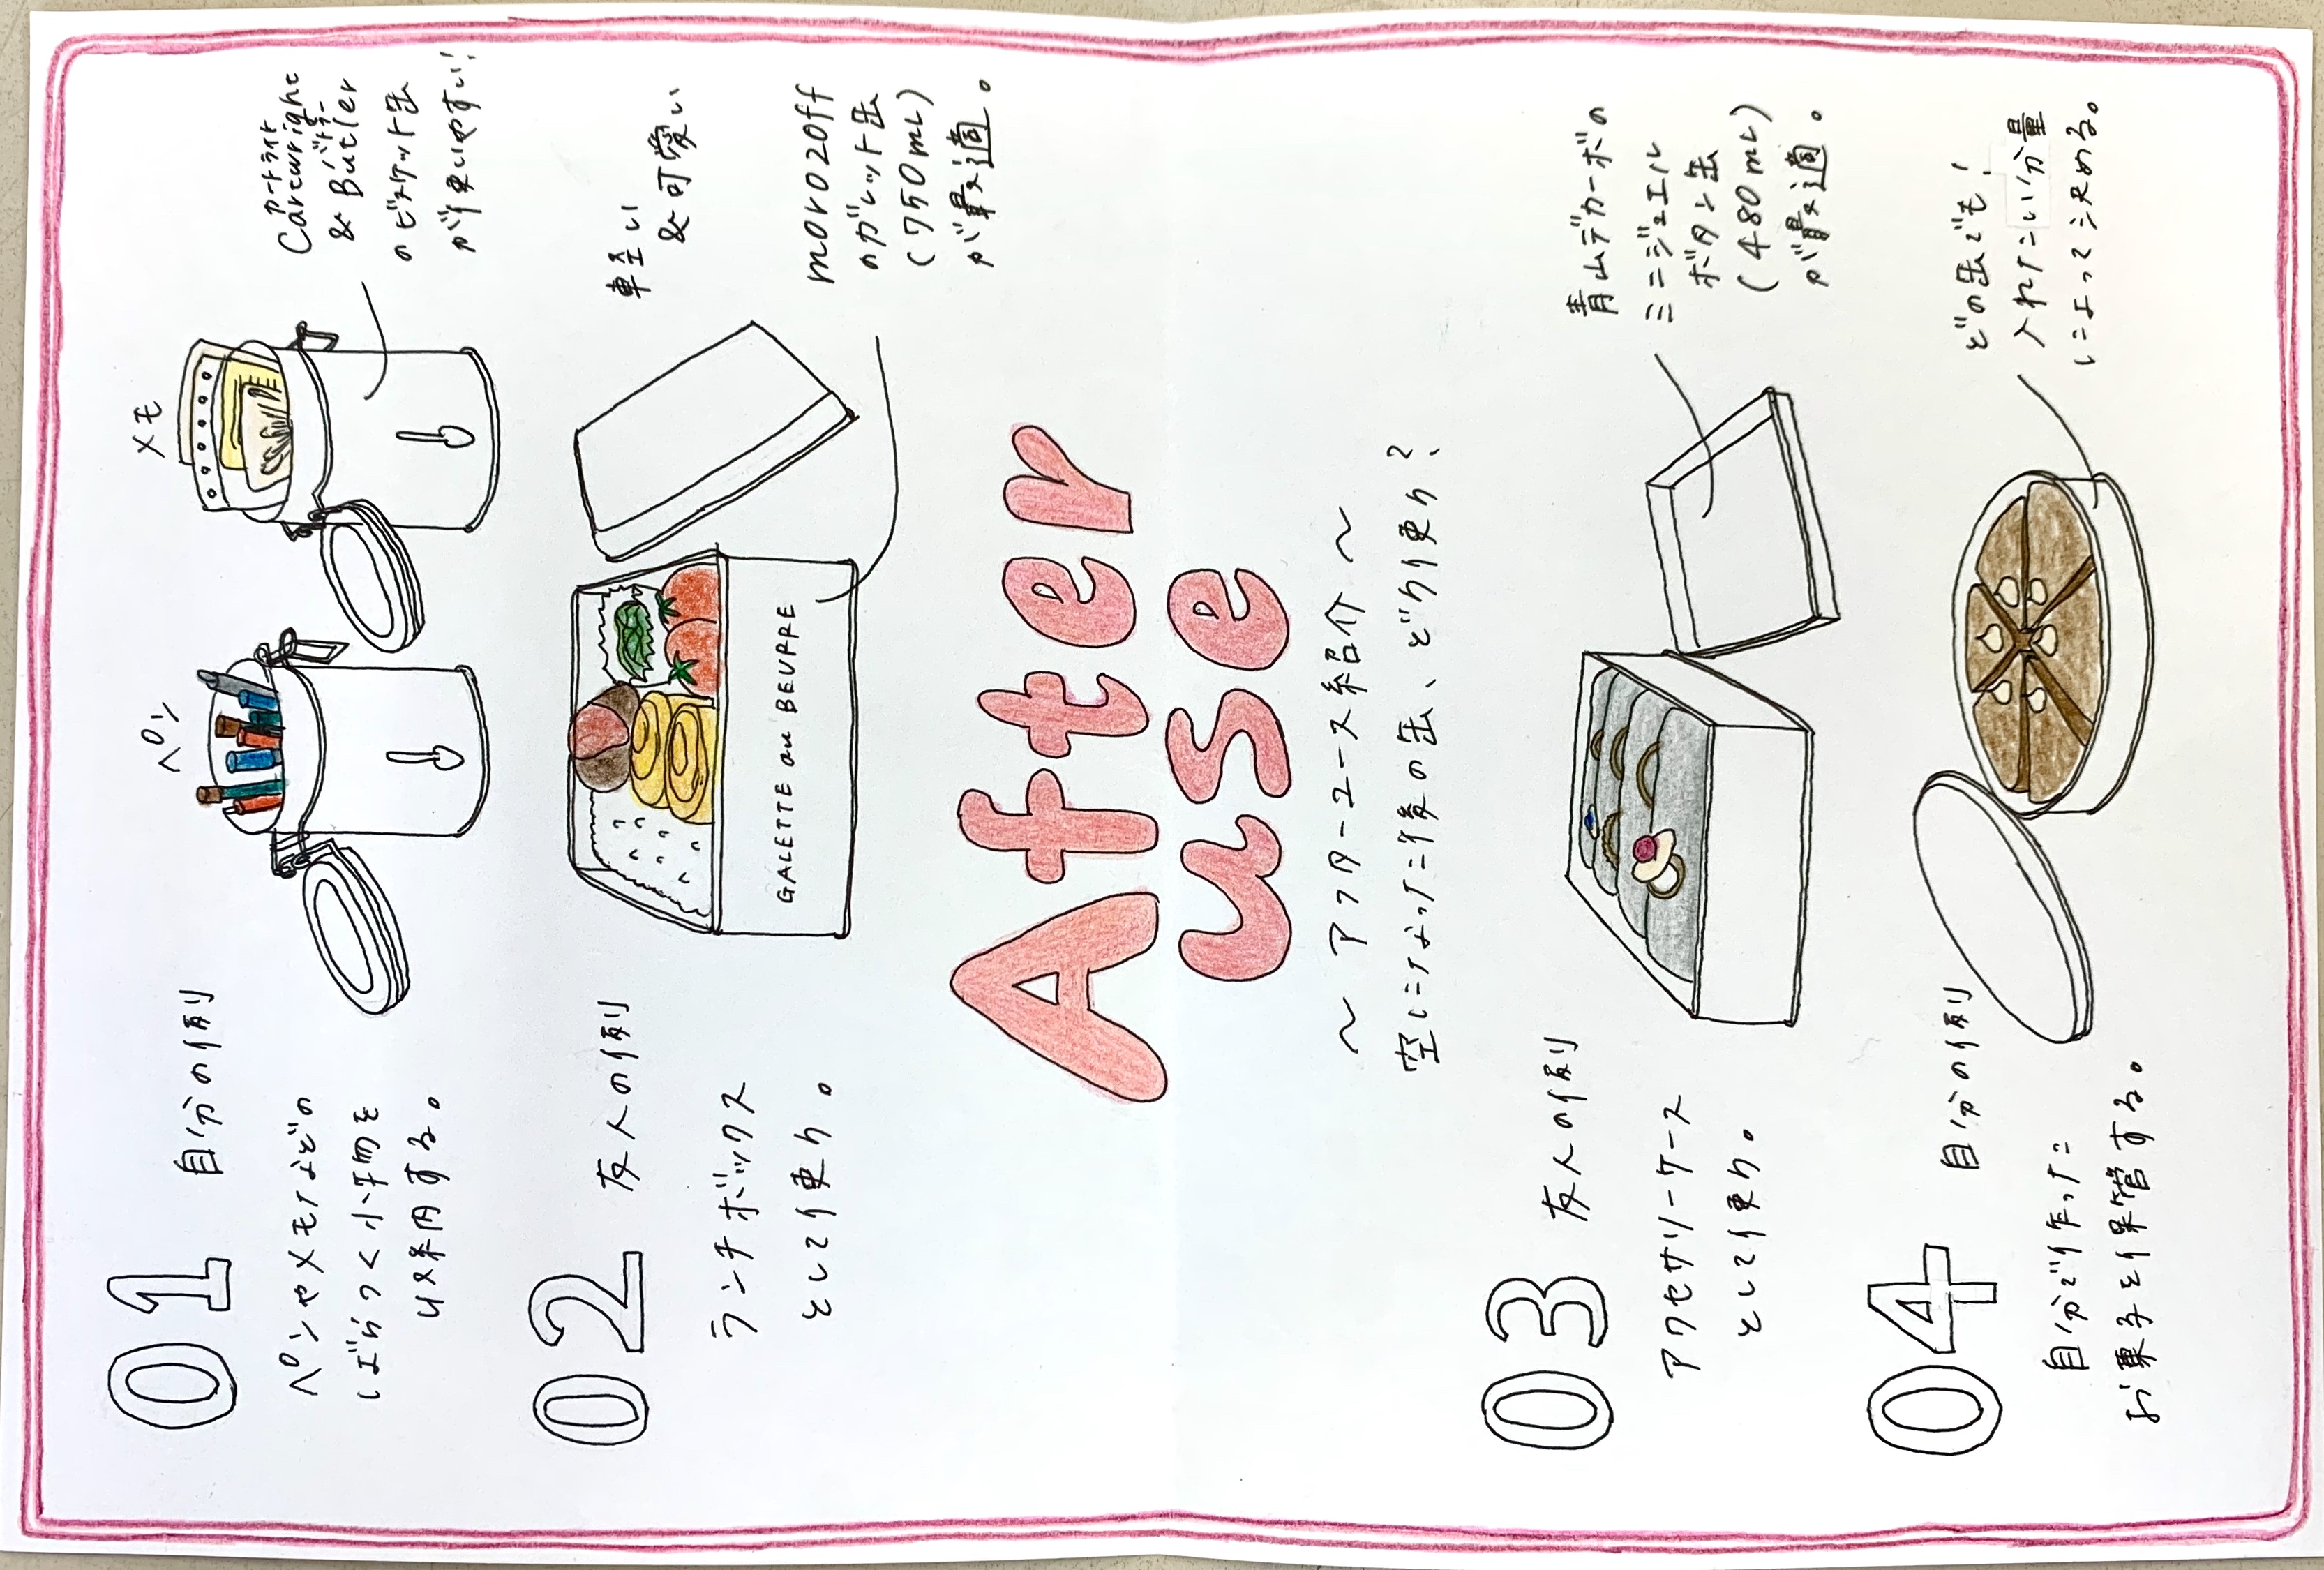 01
自分の例
ペンやメモなどの
ばらつく小物を
収納する。
ペン
メモ
カートライト
Cartwright
バトラー
& Butler
のビスケット缶
が使いやすい!
02
友人の例
ランチボックス
として使う。
GALETTE au BEURRE
軽い
&可愛い
morozoff
のガレット缶
(750mL)
が最適。
After
use
～アフターユース紹介～
空になった後の缶、どう使う?
03
友人の例
アクセサリーケース
として使う。
青山デカーボの
ミニジュエル
ボタン缶
(480mL)
が最適。
04
自分の例
自分で作った
お菓子を保管する。
どの缶でも!
入れたい分量
によって決める。